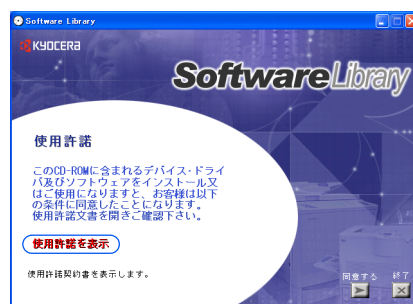 Software Library
KYOCERA
SoftwareLibrary
使用許諾
このCD-ROMに含まれるデバイス・ドライ
バ及びソフトウェアをインストール又
はご使用になりますと、お客様は以下
の条件に同意したことになります。
使用許諾文書を開きご確認下さい。
使用許諾を表示
使用許諾契約書を表示します。
同意する 終了